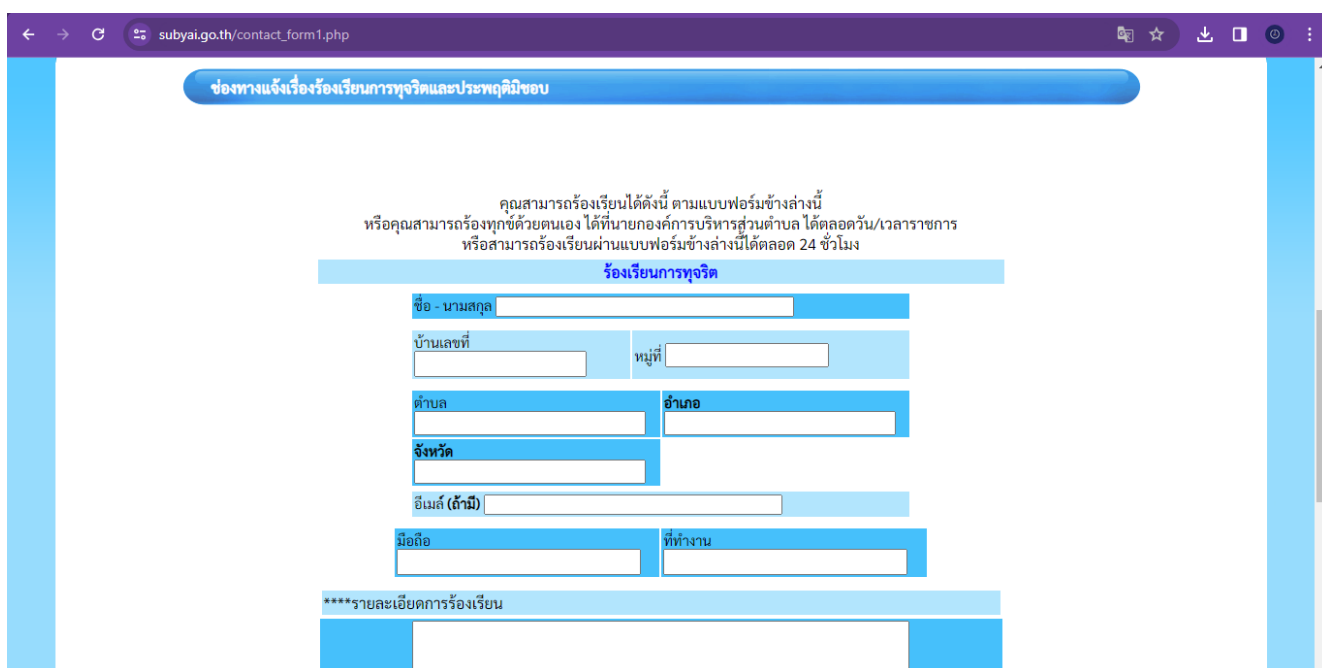 subyai.go.th/contact_form1.php
ช่องทางแจ้งเรื่องร้องเรียนการทุจริตและประพฤติมิชอบ
คุณสามารถร้องเรียนได้ดังนี้ ตามแบบฟอร์มข้างล่างนี้
หรือคุณสามารถร้องทุกข์ด้วยตนเอง ได้ที่นายกองค์การบริหารส่วนตำบล ได้ตลอดวัน/เวลาราชการ
หรือสามารถร้องเรียนผ่านแบบฟอร์มข้างล่างนี้ได้ตลอด 24 ชั่วโมง
ร้องเรียนการทุจริต
ชื่อ - นามสกุล
บ้านเลขที่
หมู่ที่
ตำบล
อำเภอ
จังหวัด
อีเมล์ (ถ้ามี)
มือถือ
ที่ทำงาน
****รายละเอียดการร้องเรียน